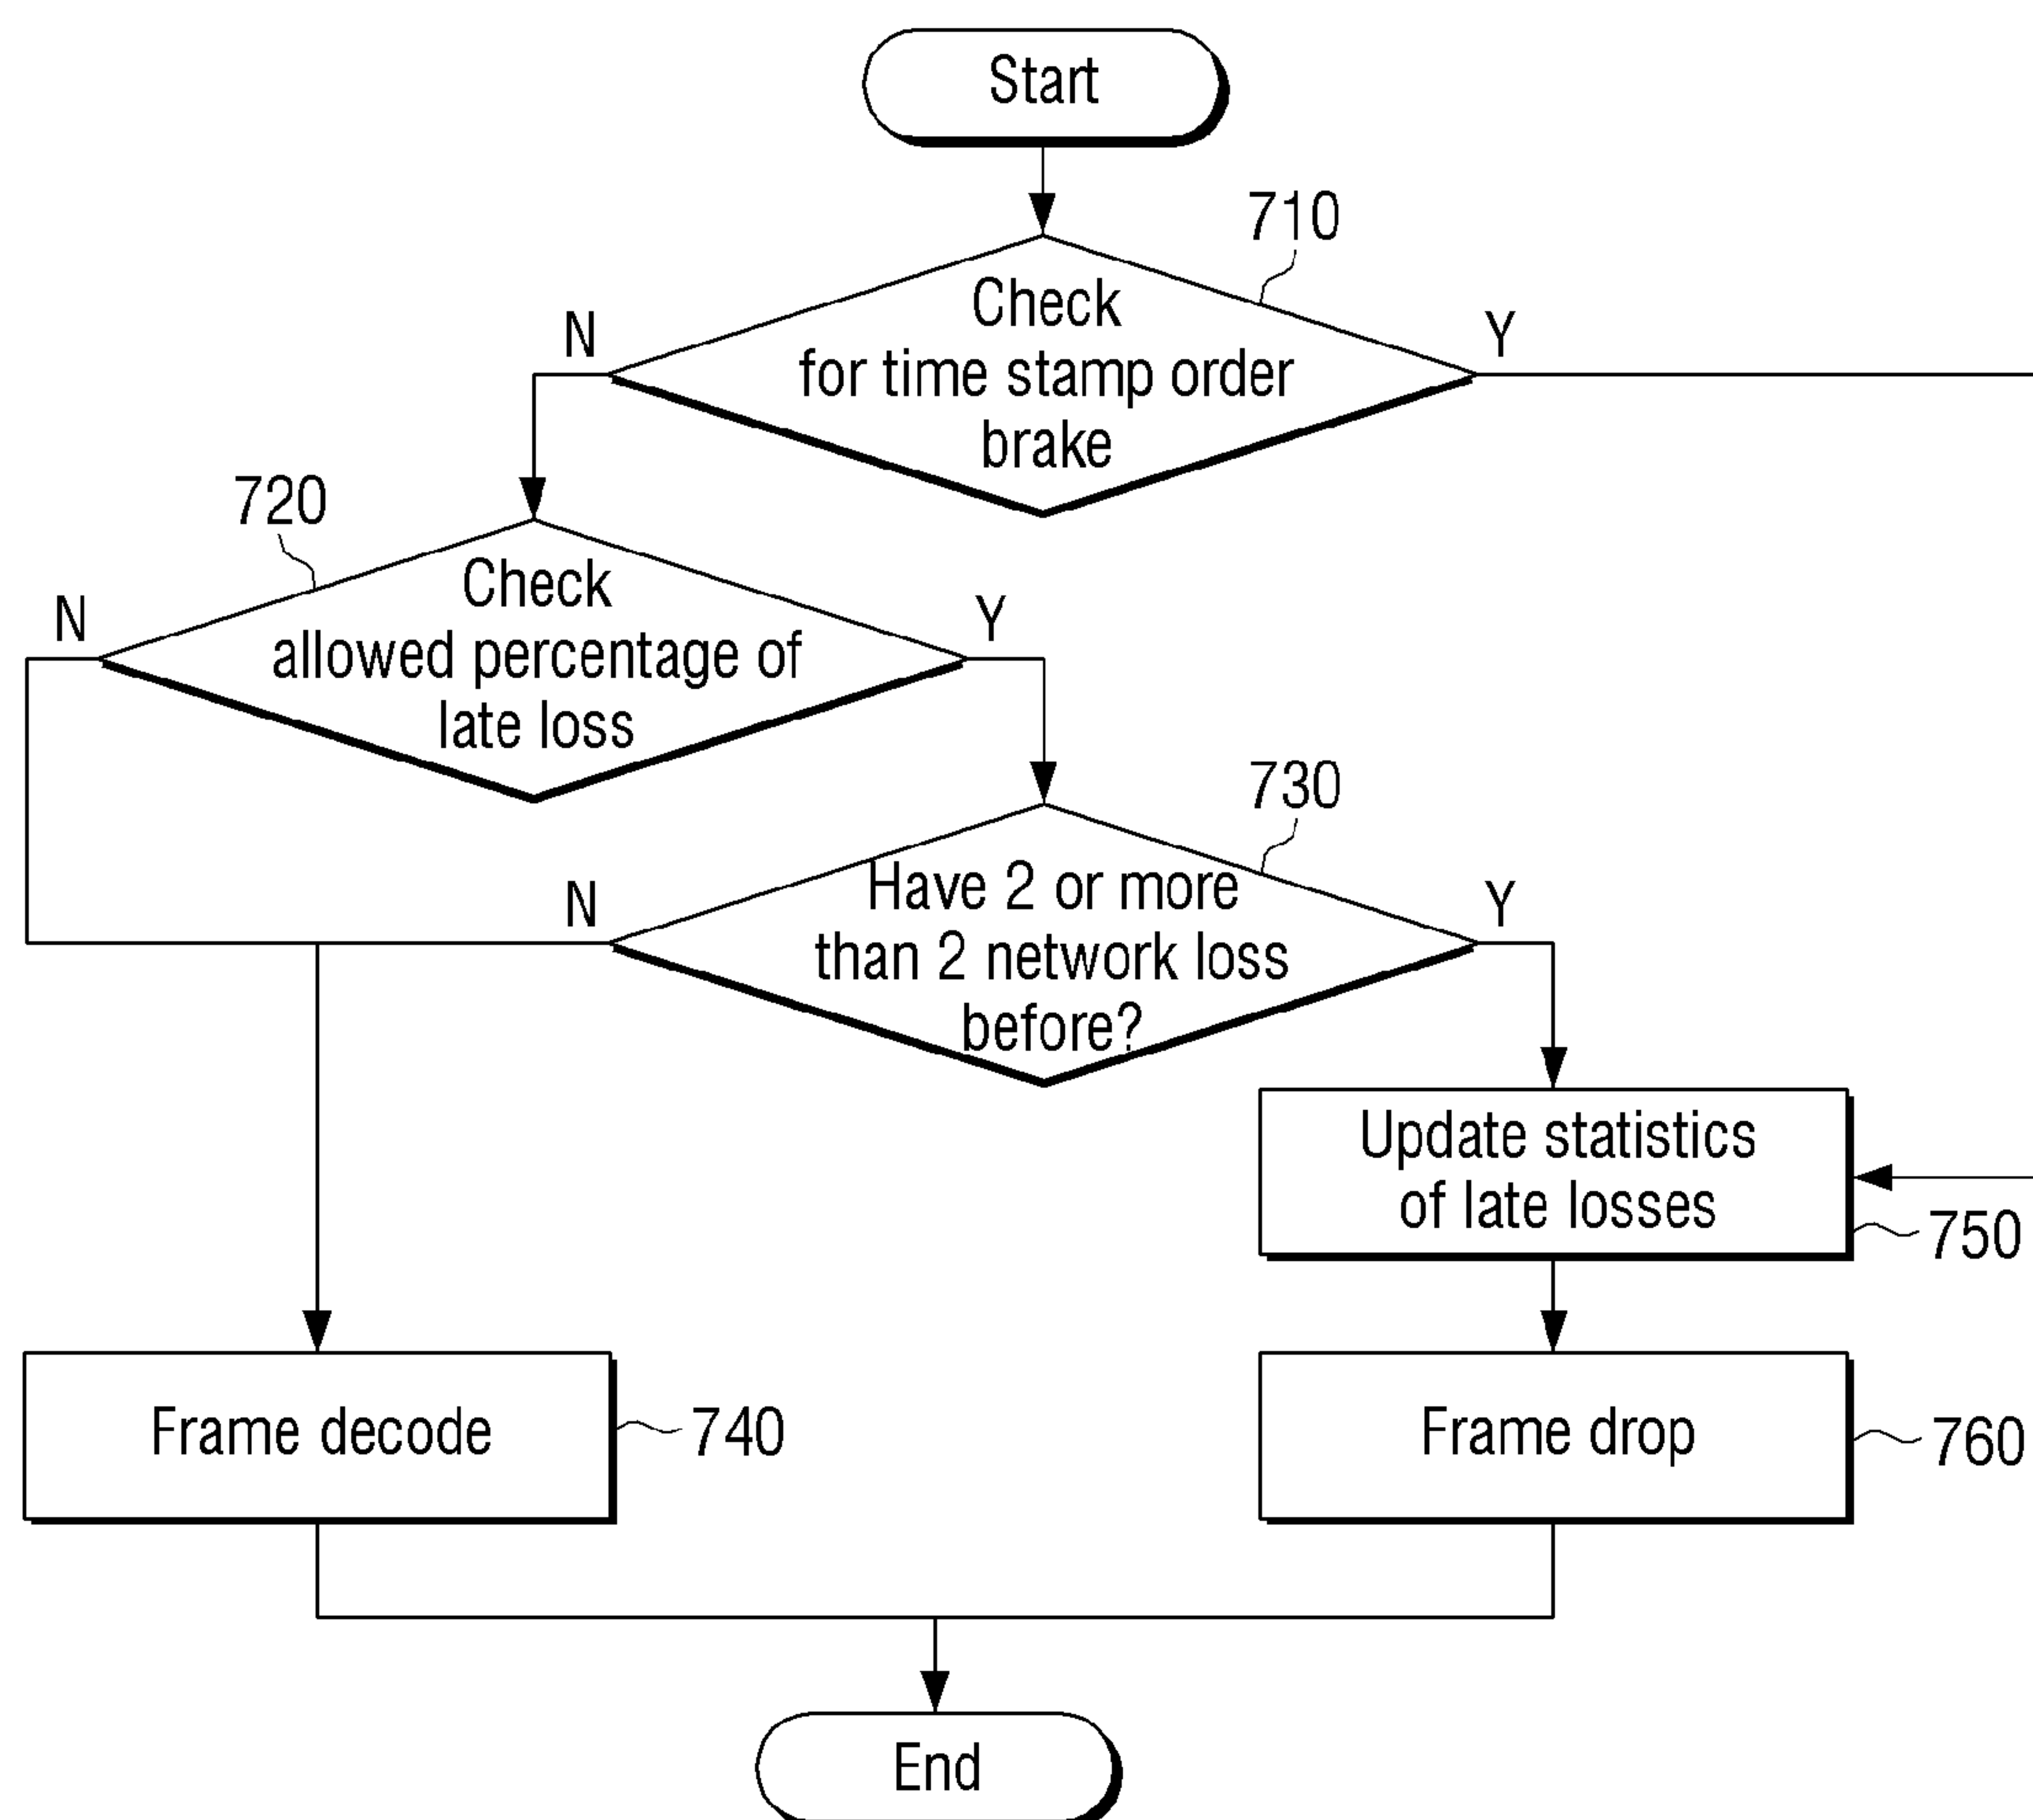 Start
710
Check
for time stamp order
brake
N
Y
720
Check
allowed percentage of
late loss
N
Y
730
Have 2 or more
than 2 network loss
before?
N
Y
Update statistics
of late losses
750
Frame decode
740
Frame drop
760
End